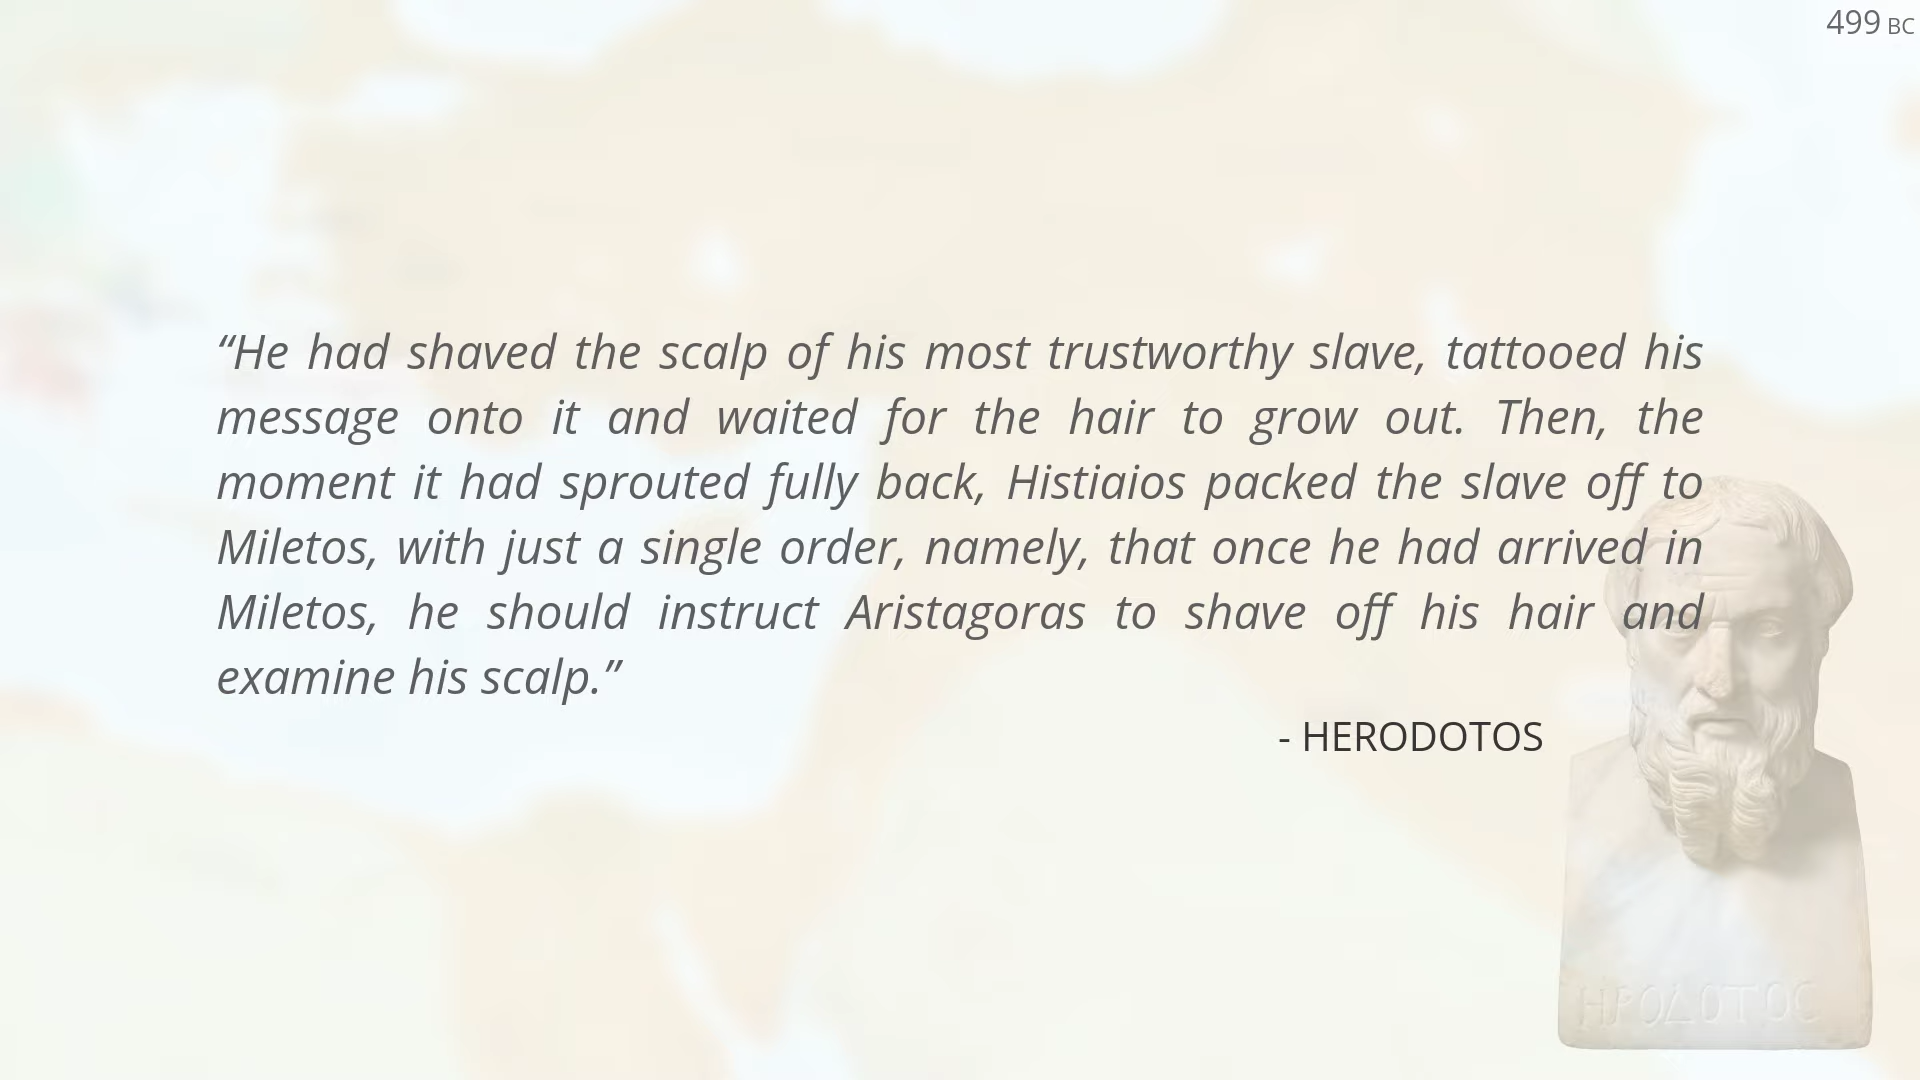 499 BC
“He had shaved the scalp of his most trustworthy slave, tattooed his
message onto it and waited for the hair to grow out. Then, the
moment it had sprouted fully back, Histiaios packed the slave off to
Miletos, with just a single order, namely, that once he had arrived in
Miletos, he should instruct Aristagoras to shave off his hair and
examine his scalp.”
- HERODOTOS
ΗΡΟΔΟΤΟC